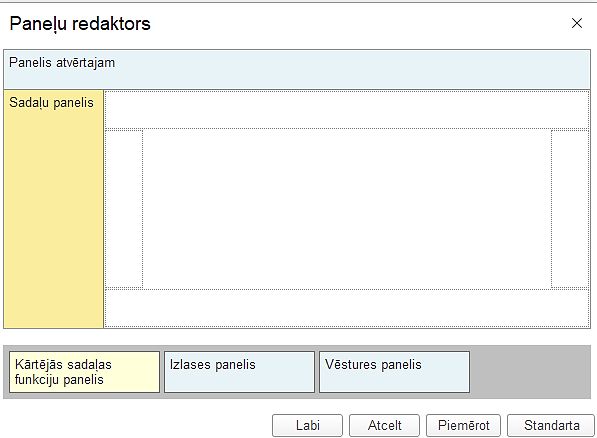 Paneļu redaktors
Panelis atvērtajam
Sadaļu panelis
Kārtējās sadaļas
funkciju panelis
Izlases panelis
Vēstures panelis
Labi
Atcelt
Piemērot
Standarta